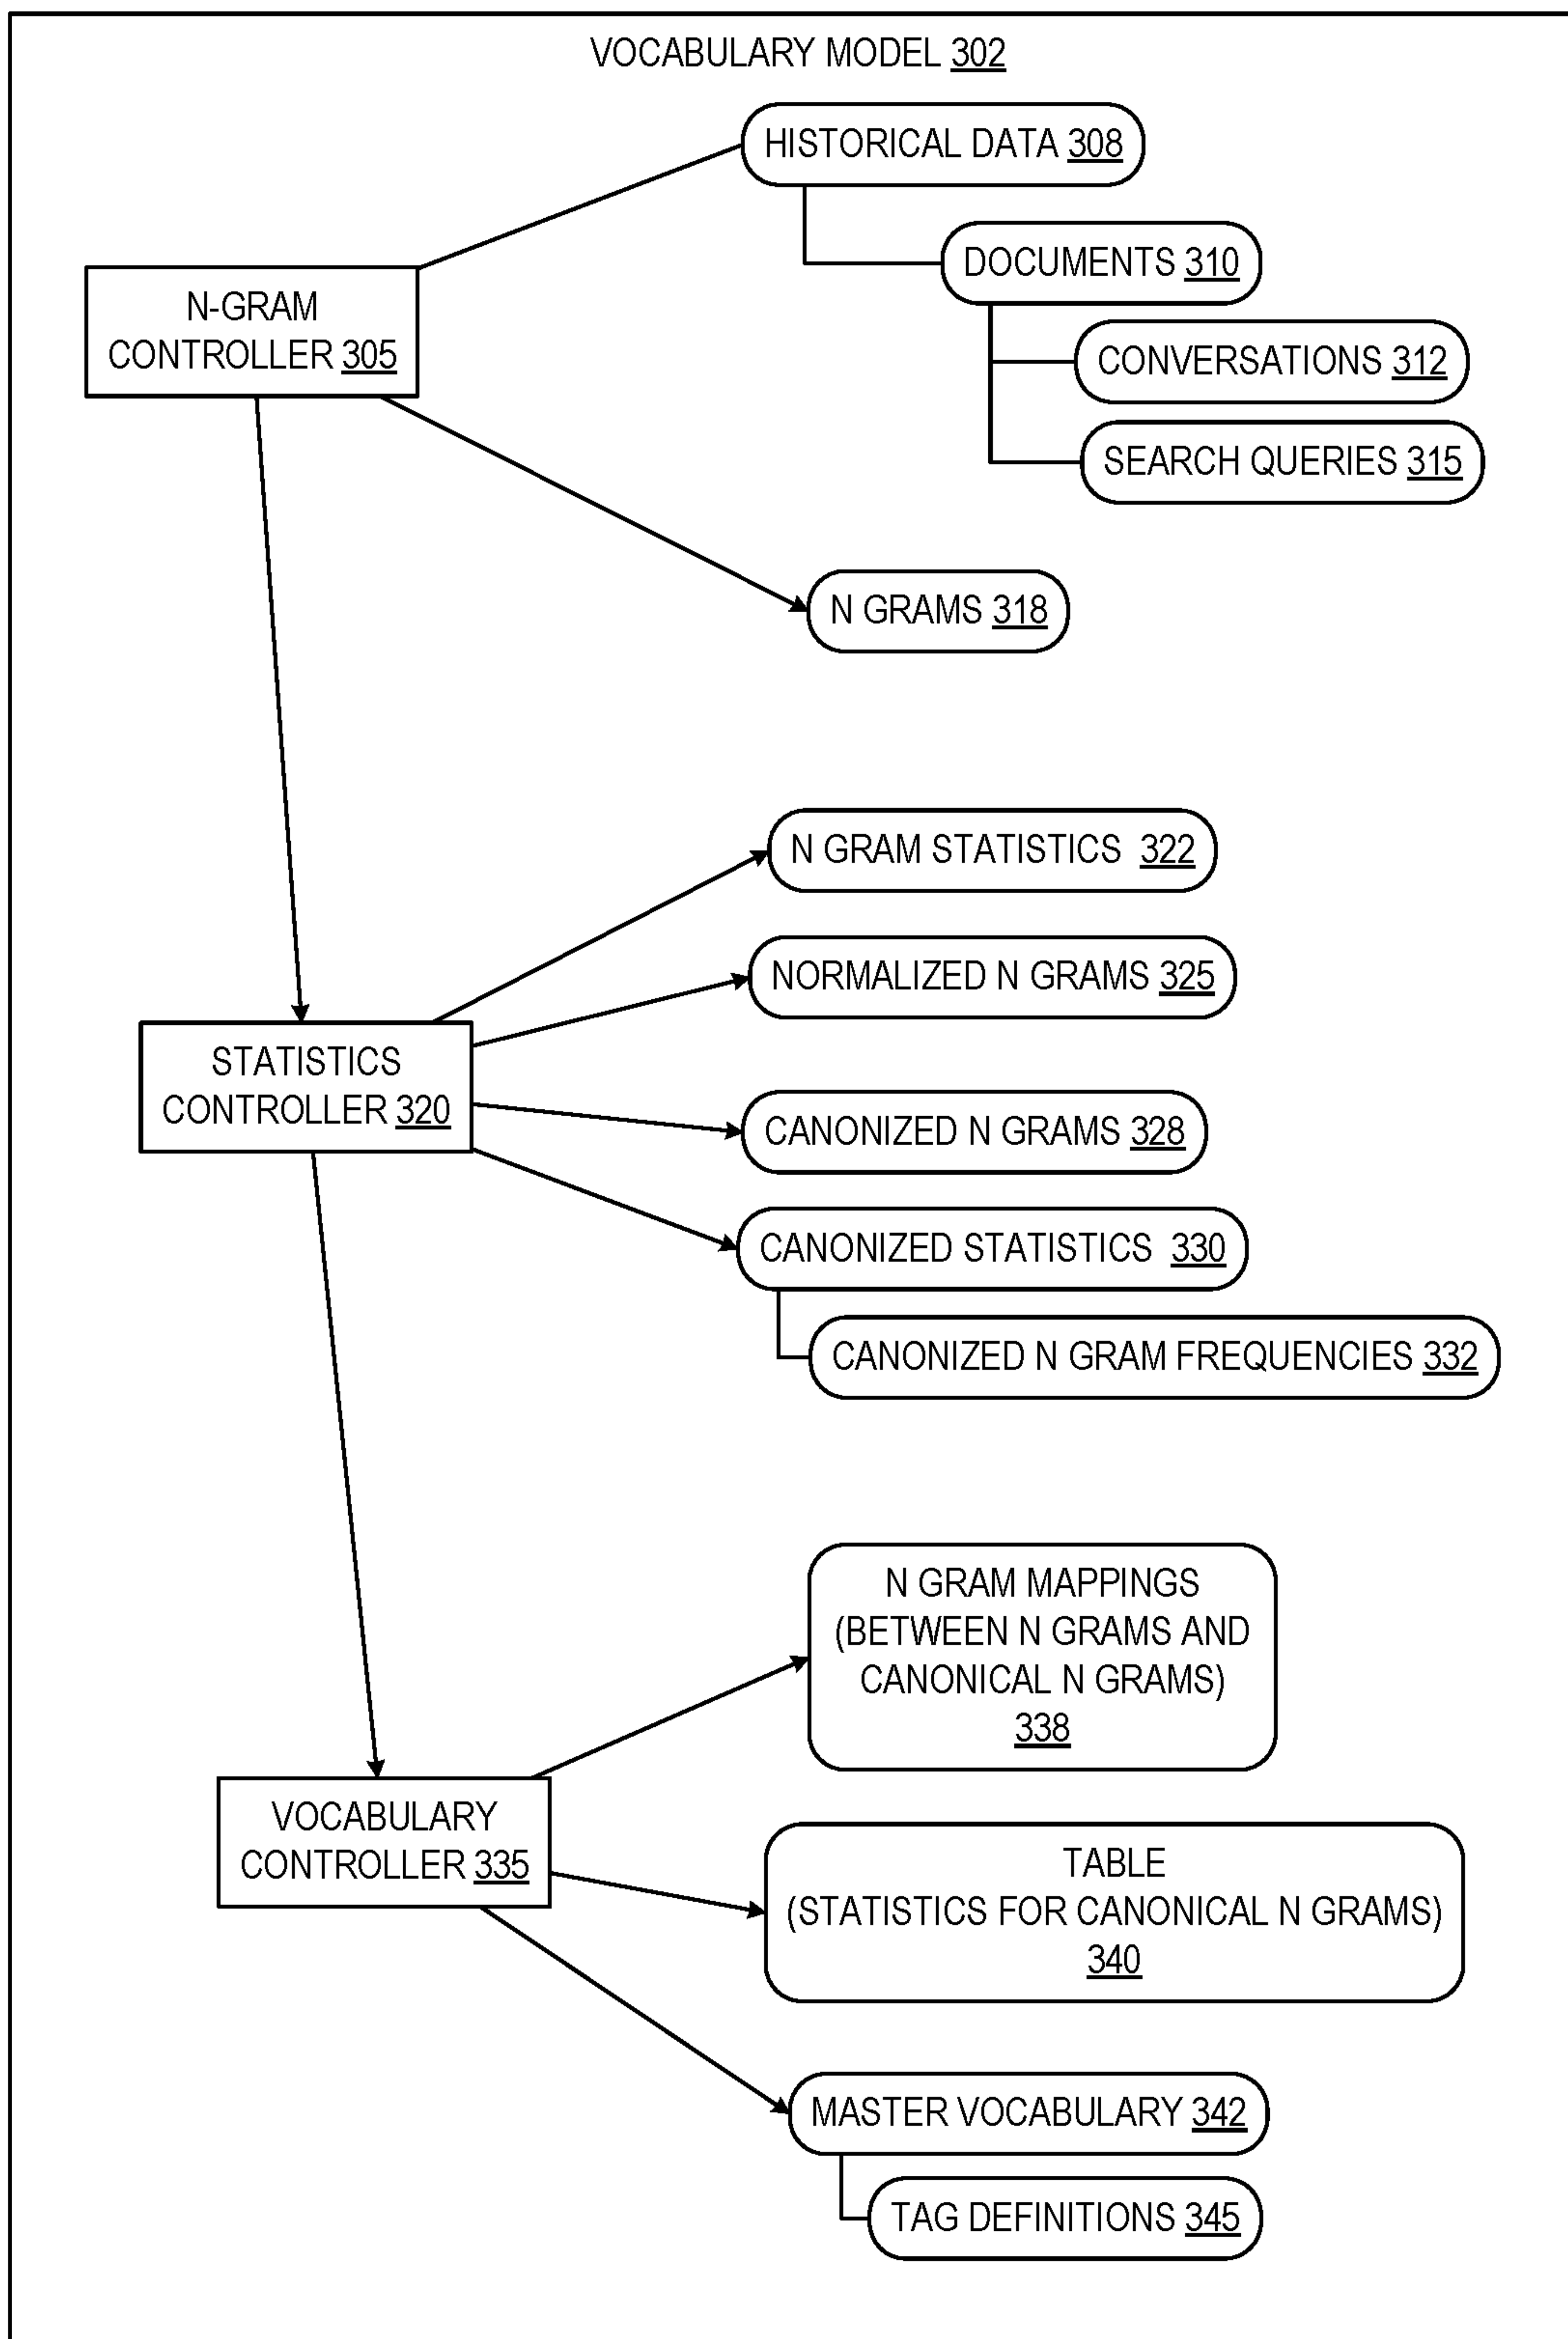 VOCABULARY MODEL 302
HISTORICAL DATA 308
DOCUMENTS 310
N-GRAM
CONTROLLER 305
CONVERSATIONS 312
SEARCH QUERIES 315
N GRAMS 318
N GRAM STATISTICS 322
NORMALIZED N GRAMS 325
STATISTICS
CONTROLLER 320
CANONIZED N GRAMS 328
CANONIZED STATISTICS 330
CANONIZED N GRAM FREQUENCIES 332
N GRAM MAPPINGS
(BETWEEN N GRAMS AND
CANONICAL N GRAMS)
338
VOCABULARY
CONTROLLER 335
TABLE
(STATISTICS FOR CANONICAL N GRAMS)
340
MASTER VOCABULARY 342
TAG DEFINITIONS 345